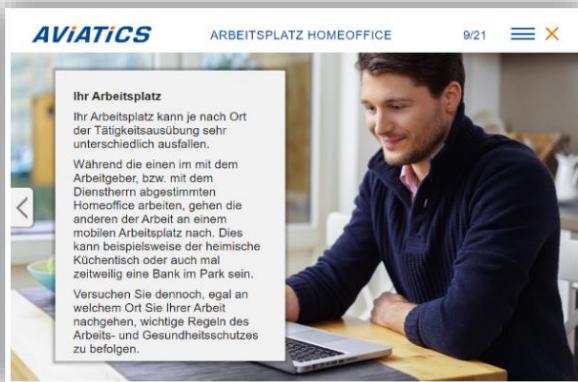 AViATiCS
ARBEITSPLATZ HOMEOFFICE
9/21
Ihr Arbeitsplatz
Ihr Arbeitsplatz kann je nach Ort
der Tätigkeitsausübung sehr
unterschiedlich ausfallen.
Während die einen im mit dem
Arbeitgeber, bzw. mit dem
Dienstherrn abgestimmten
Homeoffice arbeiten, gehen die
anderen der Arbeit an einem
mobilen Arbeitsplatz nach. Dies
kann beispielsweise der heimische
Küchentisch oder auch mal
zeitweilig eine Bank im Park sein.
Versuchen Sie dennoch, egal an
welchem Ort Sie Ihrer Arbeit
nachgehen, wichtige Regeln des
Arbeits- und Gesundheitsschutzes
zu befolgen.